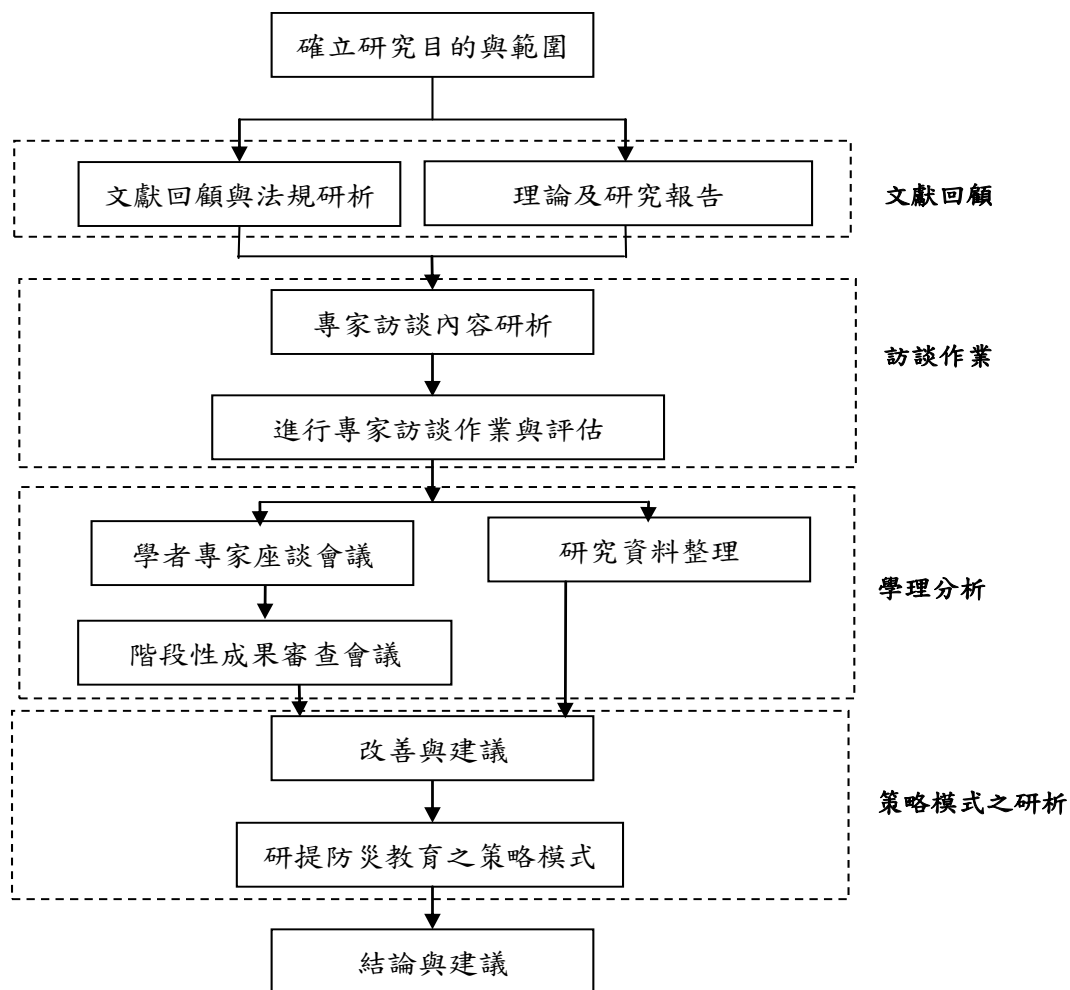 確立研究目的與範圍
文獻回顧與法規研析
理論及研究報告
文獻回顧
專家訪談內容研析
訪談作業
進行專家訪談作業與評估
學者專家座談會議
研究資料整理
學理分析
階段性成果審查會議
改善與建議
策略模式之研析
研提防災教育之策略模式
結論與建議